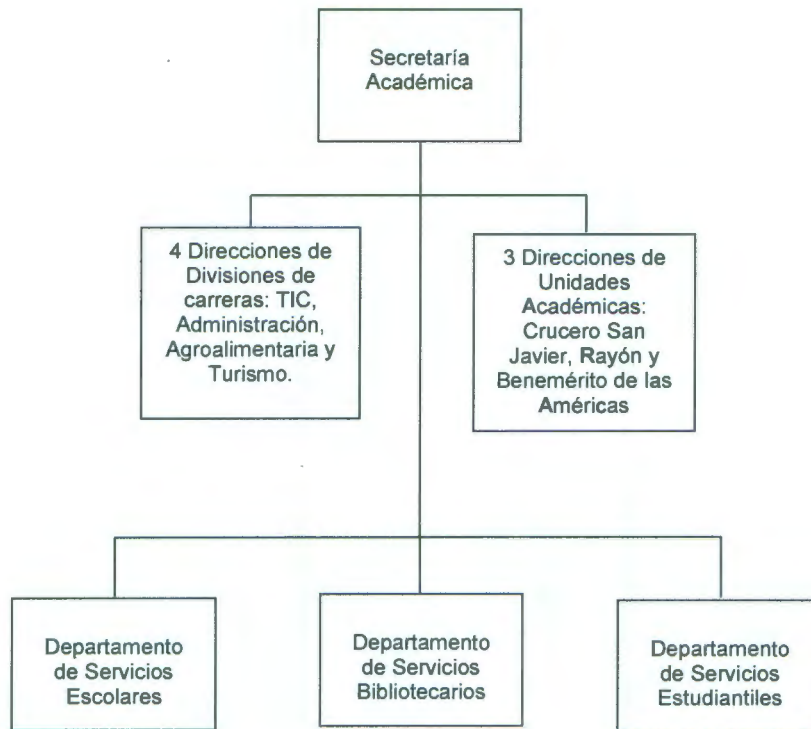 Secretaría
Académica
4 Direcciones de
Divisiones de
carreras: TIC,
Administración,
Agroalimentaria y
Turismo.
3 Direcciones de
Unidades
Académicas:
Crucero San
Javier, Rayón y
Benemérito de las
Américas
Departamento
de Servicios
Escolares
Departamento
de Servicios
Bibliotecarios
Departamento
de Servicios
Estudiantiles